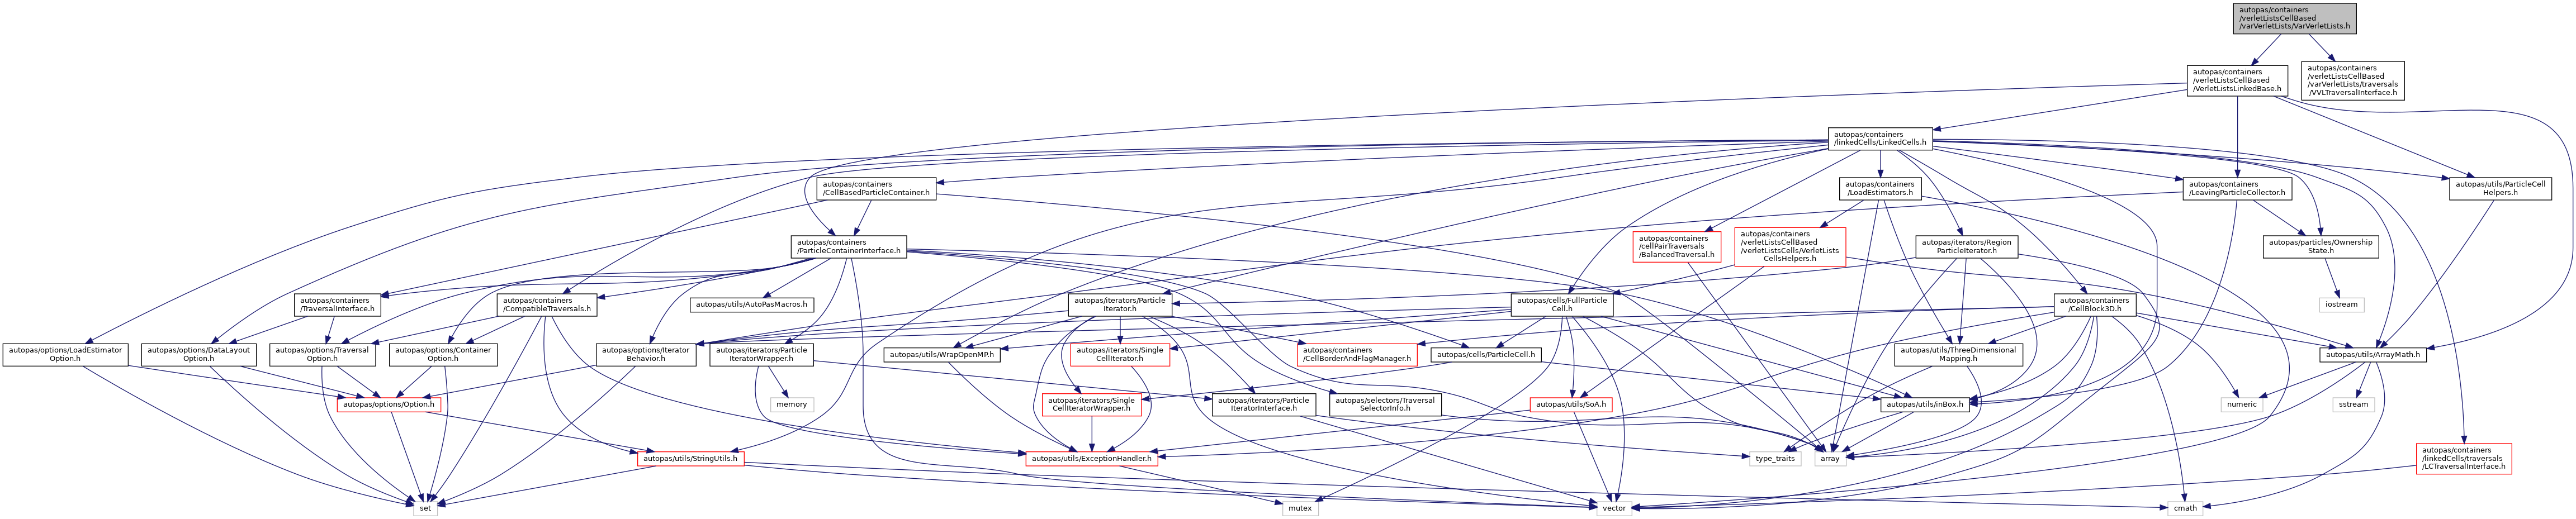 autopas/containers
/verletListsCellBased
/varVerletLists/VarVerletLists.h
autopas/containers
/verletListsCellBased
/VerletListsLinkedBase.h
autopas/containers
/verletListsCellBased
/varVerletLists/traversals
/VVLTraversalInterface.h
autopas/containers
/linkedCells/LinkedCells.h
autopas/containers
/CellBasedParticleContainer.h
autopas/containers
/LoadEstimators.h
autopas/containers
/LeavingParticleCollector.h
autopas/utils/ParticleCell
Helpers.h
autopas/containers
/ParticleContainerInterface.h
autopas/containers
/cellPairTraversals
/BalancedTraversal.h
autopas/containers
/verletListsCellBased
/verletListsCells/VerletLists
CellsHelpers.h
autopas/iterators/Region
ParticleIterator.h
autopas/particles/Ownership
State.h
autopas/containers
/TraversalInterface.h
autopas/containers
/CompatibleTraversals.h
autopas/utils/AutoPasMacros.h
autopas/iterators/Particle
Iterator.h
autopas/cells/FullParticle
Cell.h
autopas/containers
/CellBlock3D.h
iostream
autopas/options/LoadEstimator
Option.h
autopas/options/DataLayout
Option.h
autopas/options/Traversal
Option.h
autopas/options/Container
Option.h
autopas/options/Iterator
Behavior.h
autopas/iterators/Particle
IteratorWrapper.h
autopas/utils/WrapOpenMP.h
autopas/iterators/Single
CellIterator.h
autopas/containers
/CellBorderAndFlagManager.h
autopas/cells/ParticleCell.h
autopas/utils/ThreeDimensional
Mapping.h
autopas/utils/ArrayMath.h
autopas/options/Option.h
memory
autopas/iterators/Single
CellIteratorWrapper.h
autopas/iterators/Particle
IteratorInterface.h
autopas/selectors/Traversal
SelectorInfo.h
autopas/utils/SoA.h
autopas/utils/inBox.h
numeric
sstream
autopas/utils/StringUtils.h
autopas/utils/ExceptionHandler.h
type_traits
array
autopas/containers
/linkedCells/traversals
/LCTraversalInterface.h
set
mutex
vector
cmath